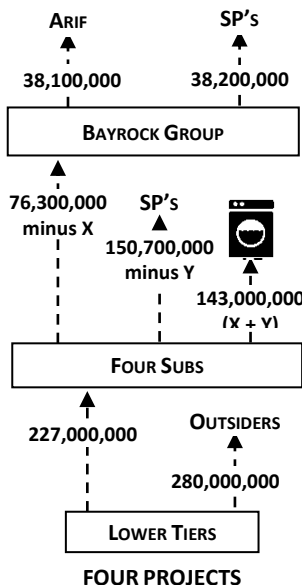 ARIF SP'S
38,100,000 38,200,000
BAYROCK GROUP
76,300,000
minus X
SP'S
150,700,000
minus Y
143,000,000
(X + Y)
FOUR SUBS
227,000,000
OUTSIDERS
280,000,000
LOWER TIERS
FOUR PROJECTS